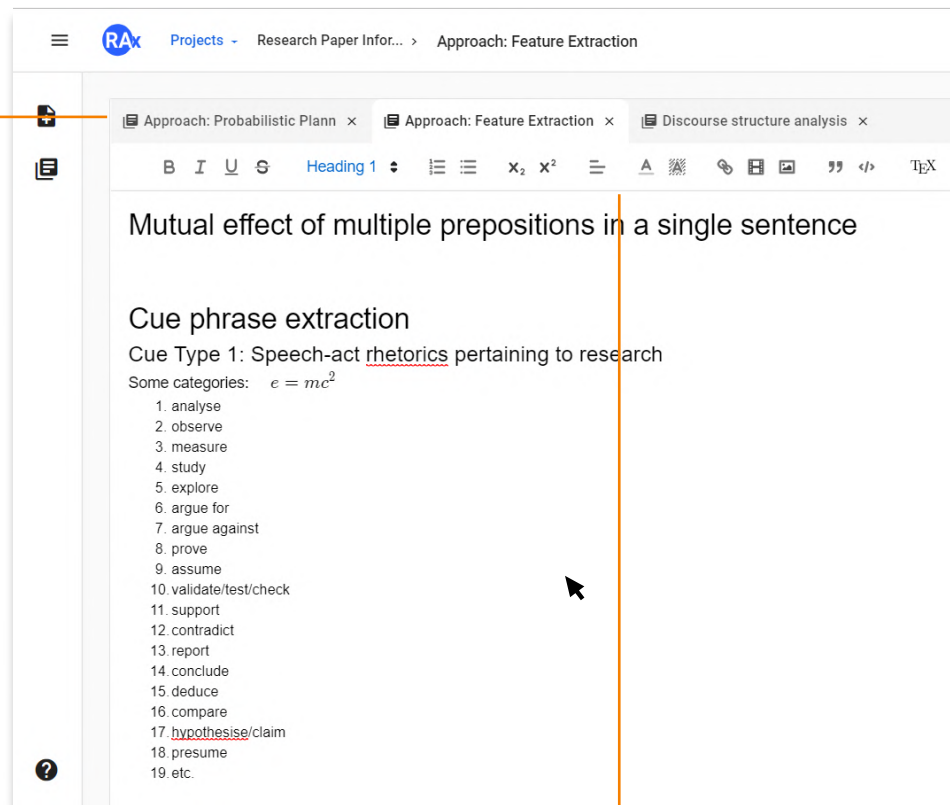 RAx Projects Research Paper Infor... > Approach: Feature Extraction
Approach: Probabilistic Plann × Approach: Feature Extraction × Discourse structure analysis ×
B I U S Heading 1 X₂ X² A A " </> TEX
Mutual effect of multiple prepositions in a single sentence
Cue phrase extraction
Cue Type 1: Speech-act rhetorics pertaining to research
Some categories: e = mc²
1. analyse
2. observe
3. measure
4. study
5. explore
6. argue for
7. argue against
8. prove
9. assume
10. validate/test/check
11. support
12. contradict
13. report
14. conclude
15. deduce
16. compare
17. hypothesise/claim
18. presume
19. etc.